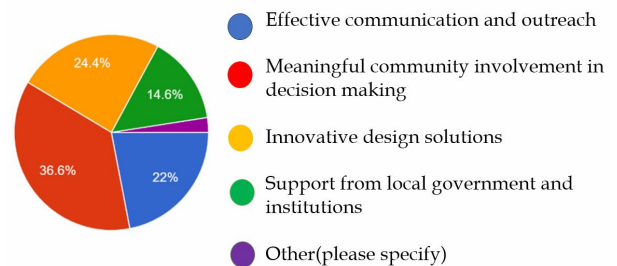 24.4%
14.6%
36.6%
22%
Effective communication and outreach
Meaningful community involvement in
decision making
Innovative design solutions
Support from local government and
institutions
Other(please specify)